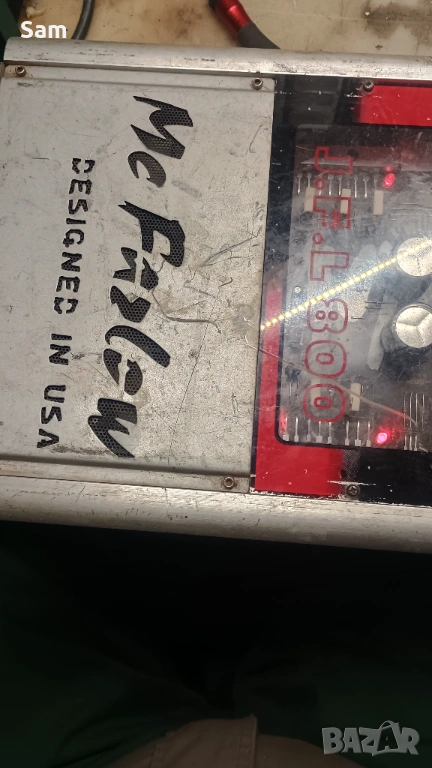 Sam
Mc Farlow
DESIGNED IN USA
J.F.L 800
BAZAR